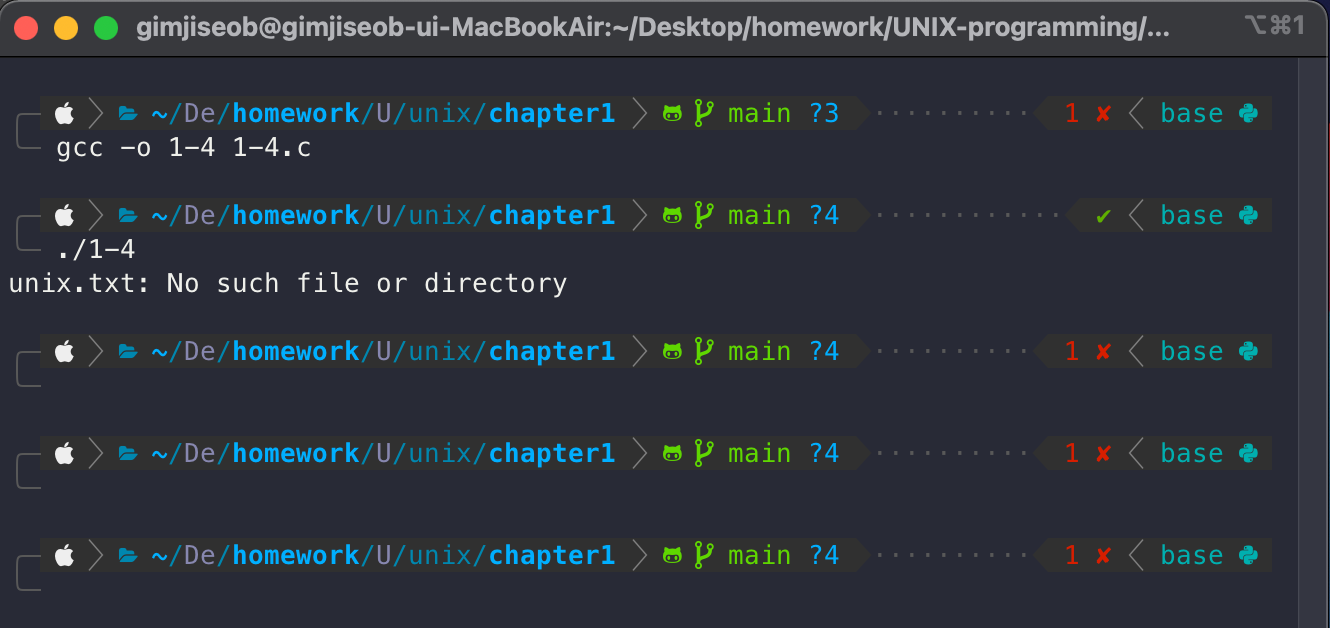 gimjiseob@gimjiseob-ui-MacBookAir:~/Desktop/homework/UNIX-programming/... ⌥⌘1
~/De/homework/U/unix/chapter1 main ?3 ·········· 1 ✘ base
gcc -o 1-4 1-4.c
~/De/homework/U/unix/chapter1 main ?4 ············ ✔ base
./1-4
unix.txt: No such file or directory
~/De/homework/U/unix/chapter1 main ?4 ·········· 1 ✘ base
~/De/homework/U/unix/chapter1 main ?4 ·········· 1 ✘ base
~/De/homework/U/unix/chapter1 main ?4 ·········· 1 ✘ base